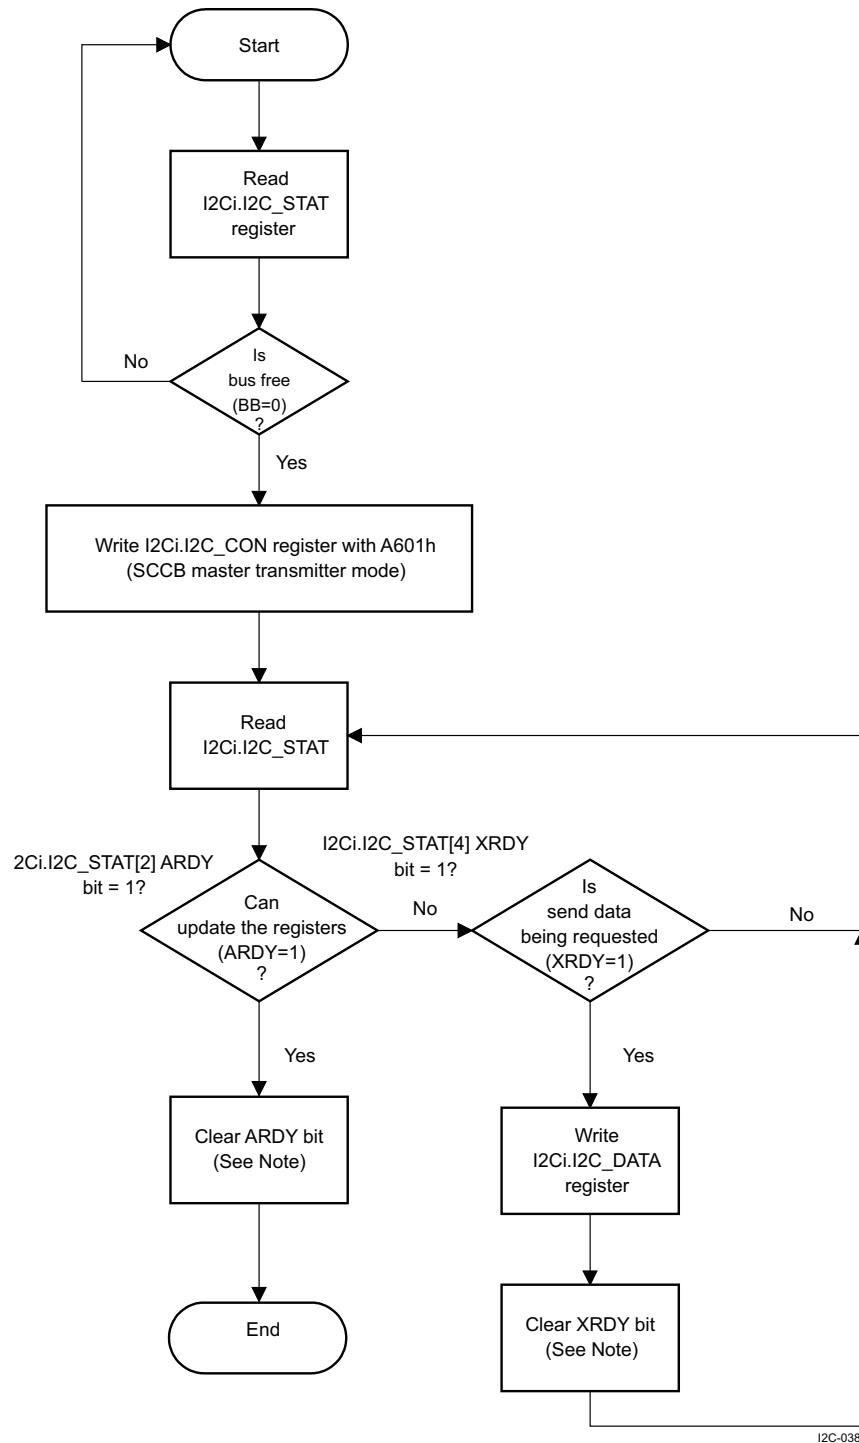 Start
Read
I2Ci.I2C_STAT
register
No
Is
bus free
(BB=0)
?
Yes
Write I2Ci.I2C_CON register with A601h
(SCCB master transmitter mode)
Read
I2Ci.I2C_STAT
2Ci.I2C_STAT[2] ARDY
bit = 1?
I2Ci.I2C_STAT[4] XRDY
bit = 1?
Can
update the registers
(ARDY=1)
?
No
Is
send data
being requested
(XRDY=1)
?
No
Yes
Yes
Clear ARDY bit
(See Note)
Write
I2Ci.I2C_DATA
register
End
Clear XRDY bit
(See Note)
I2C-038